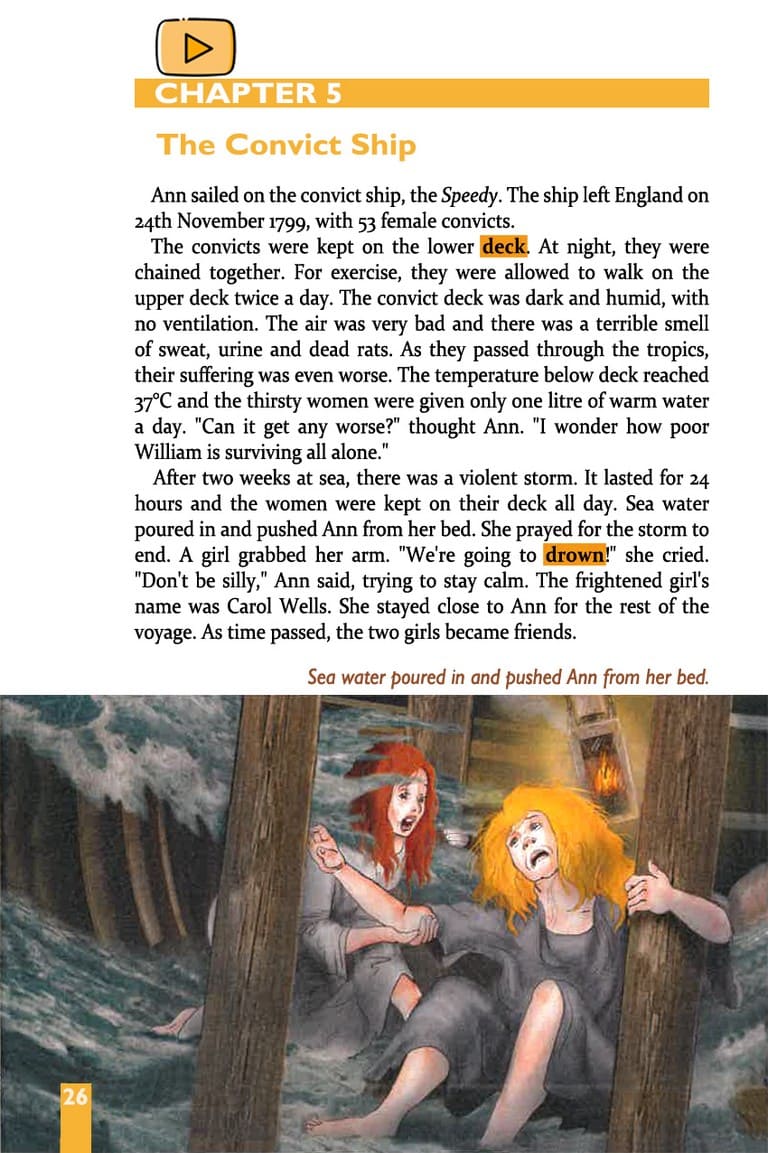 CHAPTER 5
The Convict Ship
Ann sailed on the convict ship, the Speedy. The ship left England on
24th November 1799, with 53 female convicts.
The convicts were kept on the lower deck. At night, they were
chained together. For exercise, they were allowed to walk on the
upper deck twice a day. The convict deck was dark and humid, with
no ventilation. The air was very bad and there was a terrible smell
of sweat, urine and dead rats. As they passed through the tropics,
their suffering was even worse. The temperature below deck reached
37°C and the thirsty women were given only one litre of warm water
a day. "Can it get any worse?" thought Ann. "I wonder how poor
William is surviving all alone."
After two weeks at sea, there was a violent storm. It lasted for 24
hours and the women were kept on their deck all day. Sea water
poured in and pushed Ann from her bed. She prayed for the storm to
end. A girl grabbed her arm. "We're going to drown!" she cried.
"Don't be silly," Ann said, trying to stay calm. The frightened girl's
name was Carol Wells. She stayed close to Ann for the rest of the
voyage. As time passed, the two girls became friends.
Sea water poured in and pushed Ann from her bed.
26